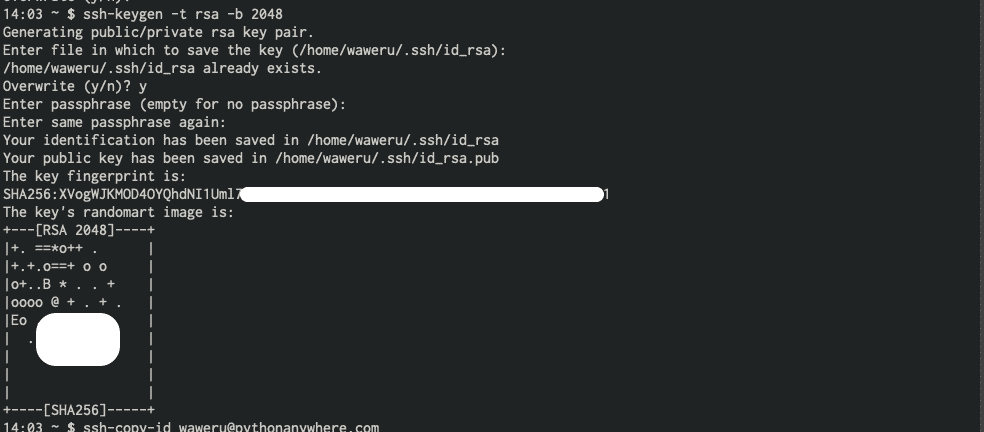 Overwrite (y/n)?
14:03 ~ $ ssh-keygen -t rsa -b 2048
Generating public/private rsa key pair.
Enter file in which to save the key (/home/waweru/.ssh/id_rsa):
/home/waweru/.ssh/id_rsa already exists.
Overwrite (y/n)? y
Enter passphrase (empty for no passphrase):
Enter same passphrase again:
Your identification has been saved in /home/waweru/.ssh/id_rsa
Your public key has been saved in /home/waweru/.ssh/id_rsa.pub
The key fingerprint is:
SHA256:XVogWJKMOD4OYQhdNI1Uml7 1
The key's randomart image is:
+---[RSA 2048]----+
|+. ==*o++ .      |
|+.+.o==+ o o     |
|o+..B * . . +    |
|oooo @ + . + .   |
|Eo               |
|  .              |
|                 |
|                 |
|                 |
+----[SHA256]-----+
14:03 ~ $ ssh-copy-id waweru@pythonanywhere.com